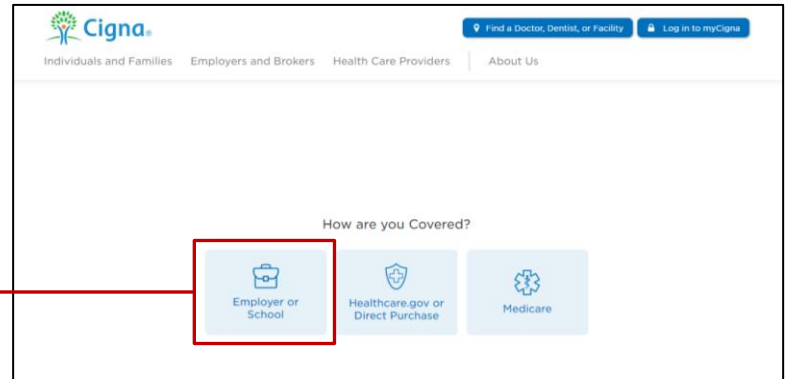 Cigna®
Find a Doctor, Dentist, or Facility
Log in to myCigna
Individuals and Families
Employers and Brokers
Health Care Providers
About Us
How are you Covered?
Employer or
School
Healthcare.gov or
Direct Purchase
Medicare